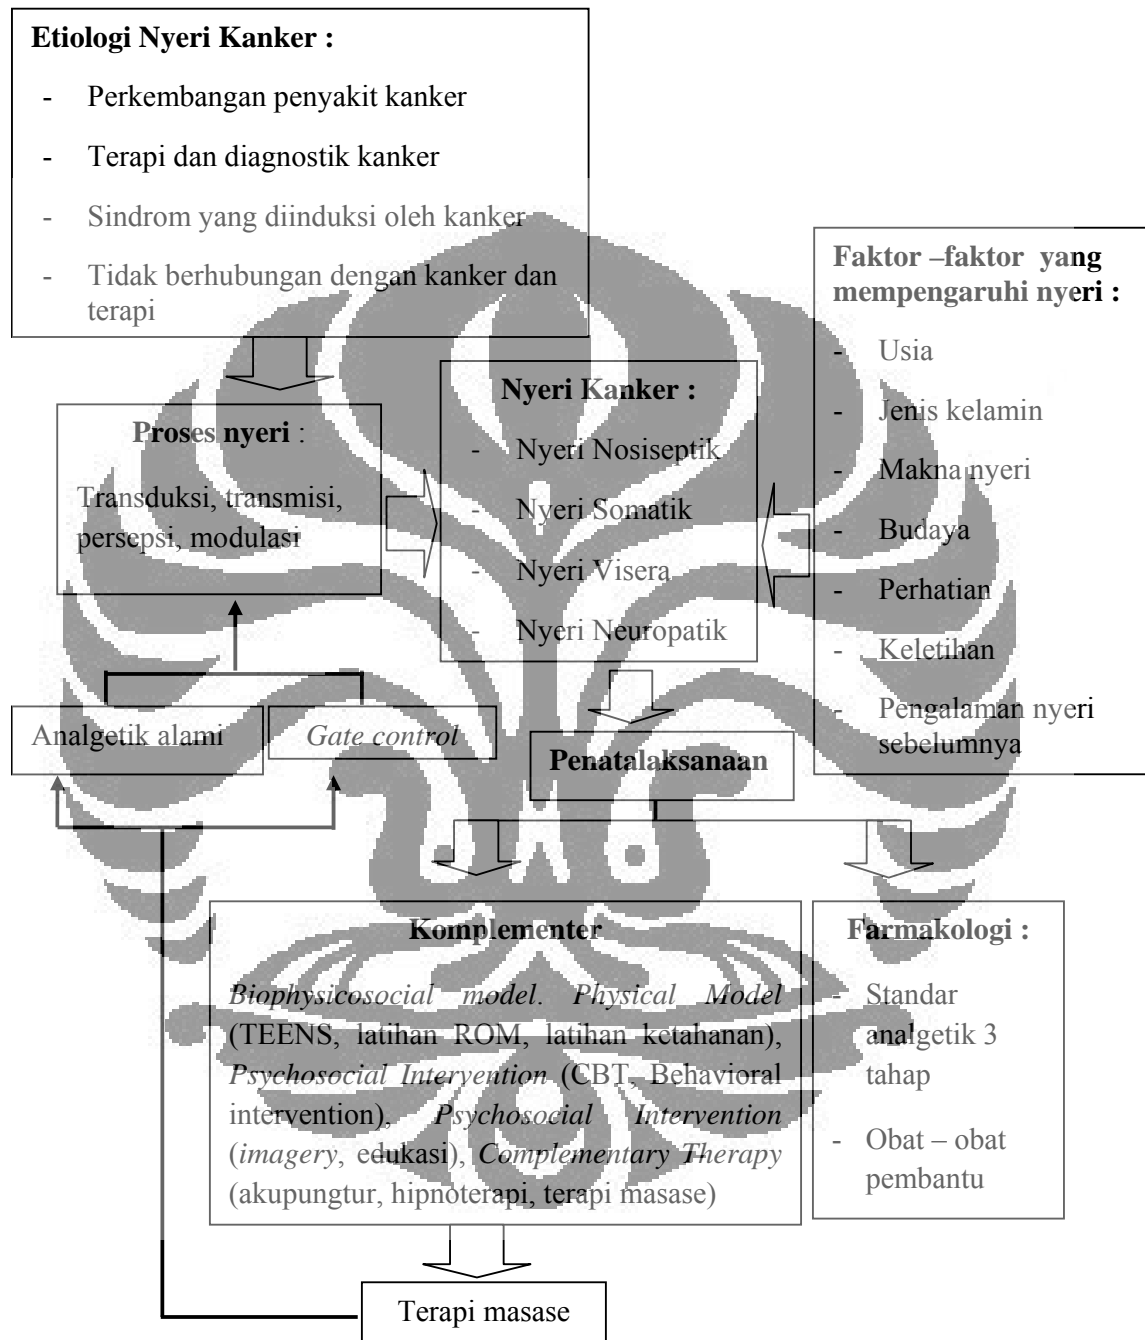 Etiologi Nyeri Kanker :
- Perkembangan penyakit kanker
- Terapi dan diagnostik kanker
- Sindrom yang diinduksi oleh kanker
- Tidak berhubungan dengan kanker dan
terapi
Faktor –faktor yang
mempengaruhi nyeri :
- Usia
- Jenis kelamin
- Makna nyeri
- Budaya
- Perhatian
- Keletihan
- Pengalaman nyeri
sebelumnya
Proses nyeri :
Transduksi, transmisi,
persepsi, modulasi
Nyeri Kanker :
- Nyeri Nosiseptik
- Nyeri Somatik
- Nyeri Visera
- Nyeri Neuropatik
Analgetik alami
Gate control
Penatalaksanaan
Komplementer
Biophysicosocial model. Physical Model
(TEENS, latihan ROM, latihan ketahanan),
Psychosocial Intervention (CBT, Behavioral
intervention), Psychosocial Intervention
(imagery, edukasi), Complementary Therapy
(akupungtur, hipnoterapi, terapi masase)
Farmakologi :
- Standar
analgetik 3
tahap
- Obat – obat
pembantu
Terapi masase